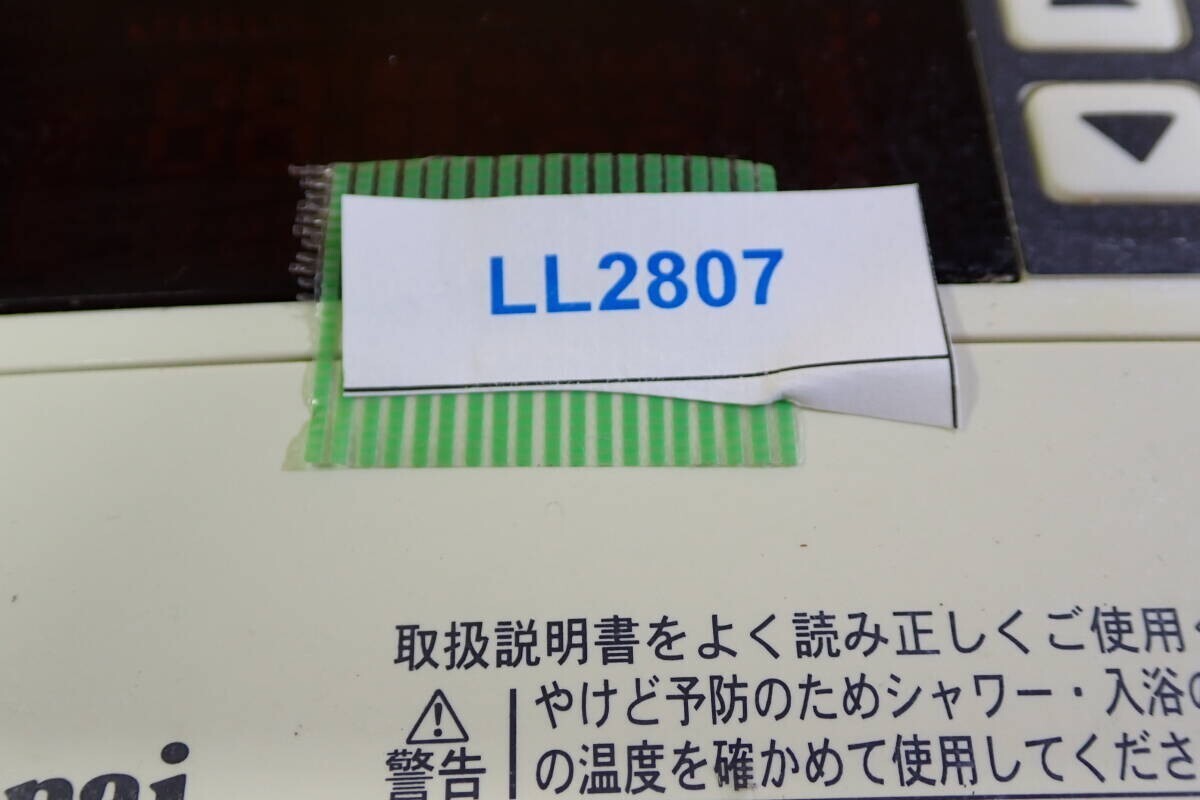 LL2807
取扱説明書をよく読み正しくご使用
警告
やけど予防のためシャワー・入浴の
の温度を確かめて使用してくださ
nai